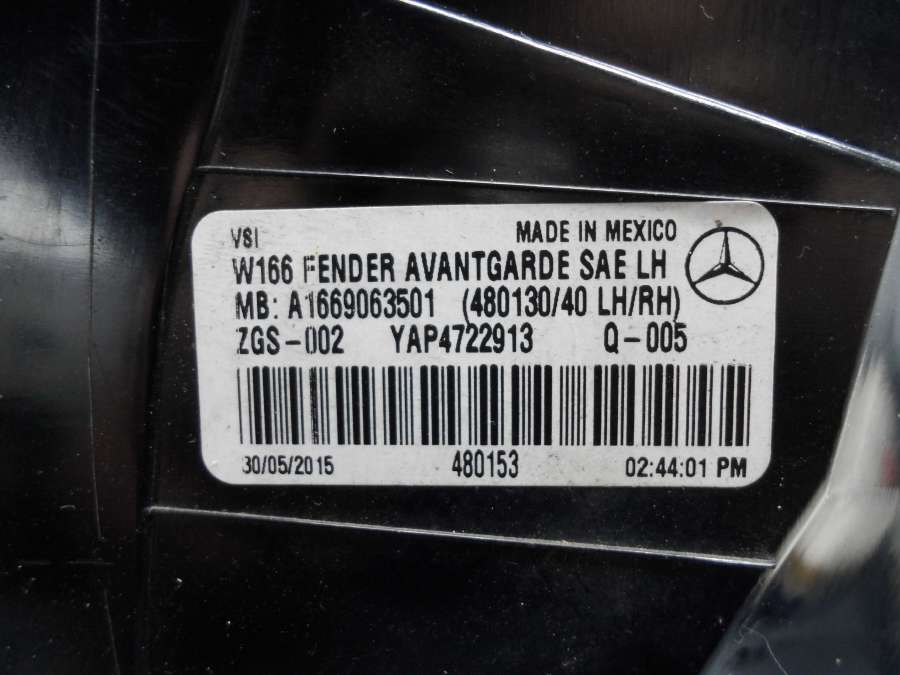 VSI MADE IN MEXICO
W166 FENDER AVANTGARDE SAE LH
MB: A1669063501 (480130/40 LH/RH)
ZGS-002 YAP4722913 Q-005
30/05/2015 480153 02:44:01 PM